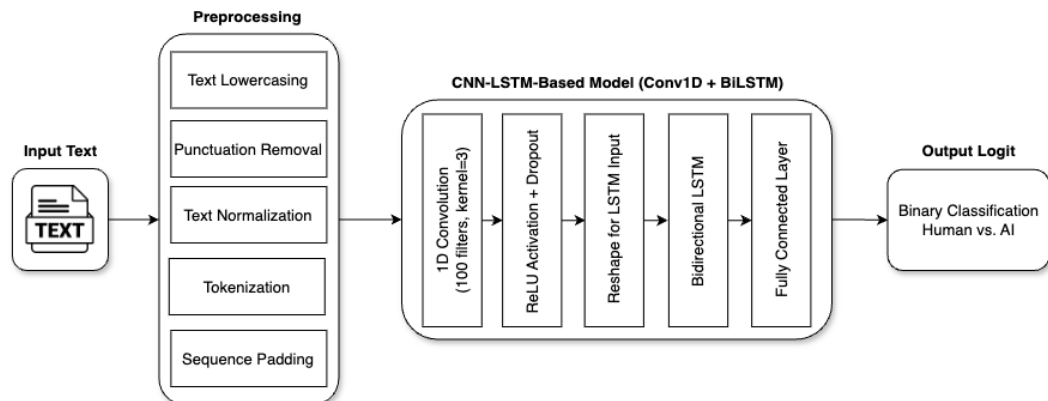 Preprocessing
Text Lowercasing
Punctuation Removal
Text Normalization
Tokenization
Sequence Padding
Input Text
TEXT
CNN-LSTM-Based Model (Conv1D + BiLSTM)
1D Convolution
(100 filters, kernel=3)
ReLU Activation + Dropout
Reshape for LSTM Input
Bidirectional LSTM
Fully Connected Layer
Output Logit
Binary Classification
Human vs. AI